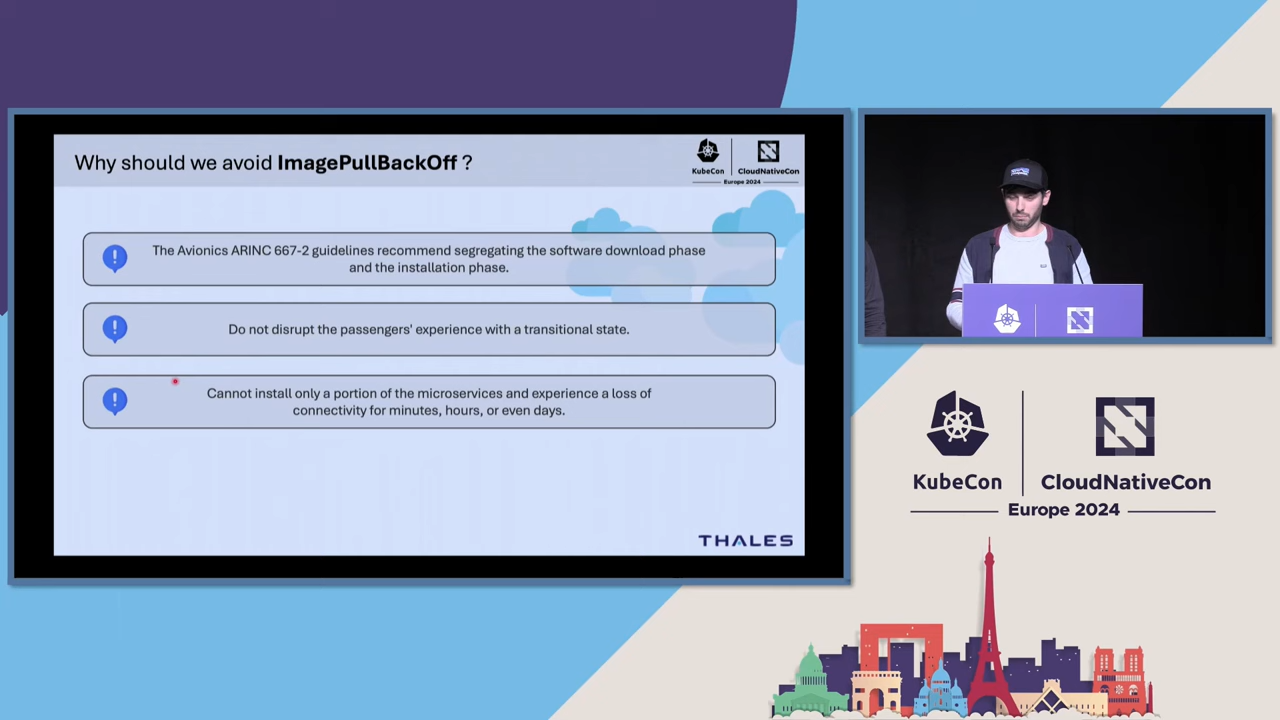 Why should we avoid ImagePullBackOff ?
KubeCon
CloudNativeCon
Europe 2024
The Avionics ARINC 667-2 guidelines recommend segregating the software download phase
and the installation phase.
Do not disrupt the passengers' experience with a transitional state.
Cannot install only a portion of the microservices and experience a loss of
connectivity for minutes, hours, or even days.
THALES
KubeCon
CloudNativeCon
Europe 2024